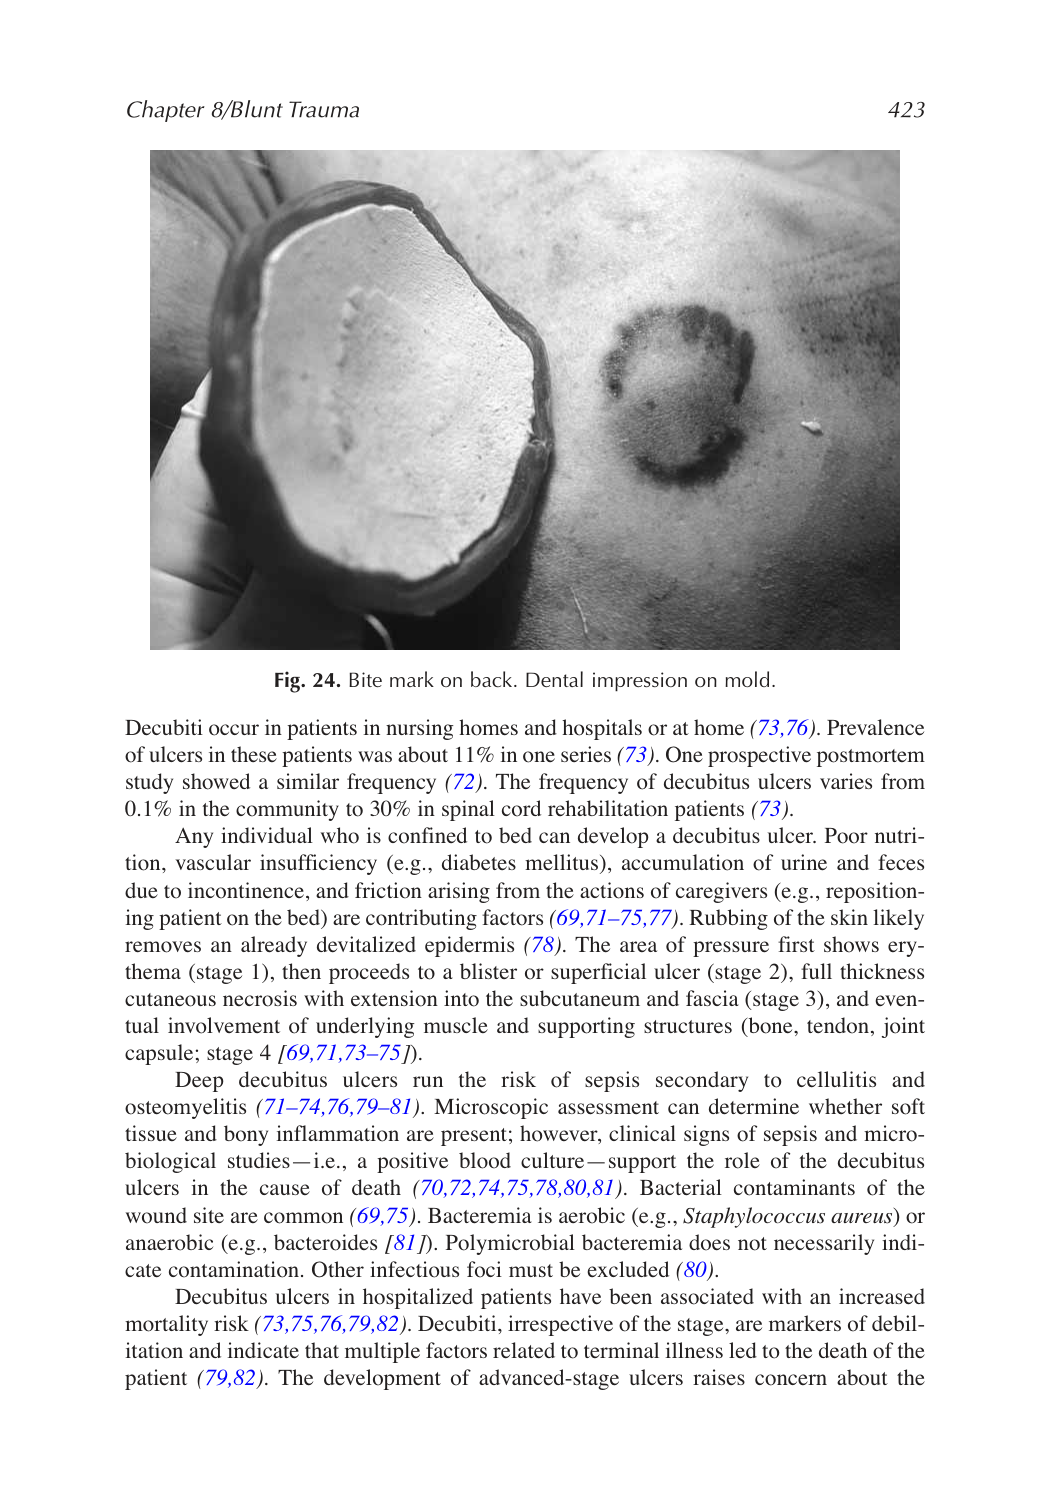 Chapter 8/Blunt Trauma 423
Fig. 24. Bite mark on back. Dental impression on mold.
Decubiti occur in patients in nursing homes and hospitals or at home (73,76). Prevalence
of ulcers in these patients was about 11% in one series (73). One prospective postmortem
study showed a similar frequency (72). The frequency of decubitus ulcers varies from
0.1% in the community to 30% in spinal cord rehabilitation patients (73).
Any individual who is confined to bed can develop a decubitus ulcer. Poor nutri-
tion, vascular insufficiency (e.g., diabetes mellitus), accumulation of urine and feces
due to incontinence, and friction arising from the actions of caregivers (e.g., reposition-
ing patient on the bed) are contributing factors (69,71–75,77). Rubbing of the skin likely
removes an already devitalized epidermis (78). The area of pressure first shows ery-
thema (stage 1), then proceeds to a blister or superficial ulcer (stage 2), full thickness
cutaneous necrosis with extension into the subcutaneum and fascia (stage 3), and even-
tual involvement of underlying muscle and supporting structures (bone, tendon, joint
capsule; stage 4 [69,71,73–75]).
Deep decubitus ulcers run the risk of sepsis secondary to cellulitis and
osteomyelitis (71–74,76,79–81). Microscopic assessment can determine whether soft
tissue and bony inflammation are present; however, clinical signs of sepsis and micro-
biological studies—i.e., a positive blood culture—support the role of the decubitus
ulcers in the cause of death (70,72,74,75,78,80,81). Bacterial contaminants of the
wound site are common (69,75). Bacteremia is aerobic (e.g., Staphylococcus aureus) or
anaerobic (e.g., bacteroides [81]). Polymicrobial bacteremia does not necessarily indi-
cate contamination. Other infectious foci must be excluded (80).
Decubitus ulcers in hospitalized patients have been associated with an increased
mortality risk (73,75,76,79,82). Decubiti, irrespective of the stage, are markers of debil-
itation and indicate that multiple factors related to terminal illness led to the death of the
patient (79,82). The development of advanced-stage ulcers raises concern about the